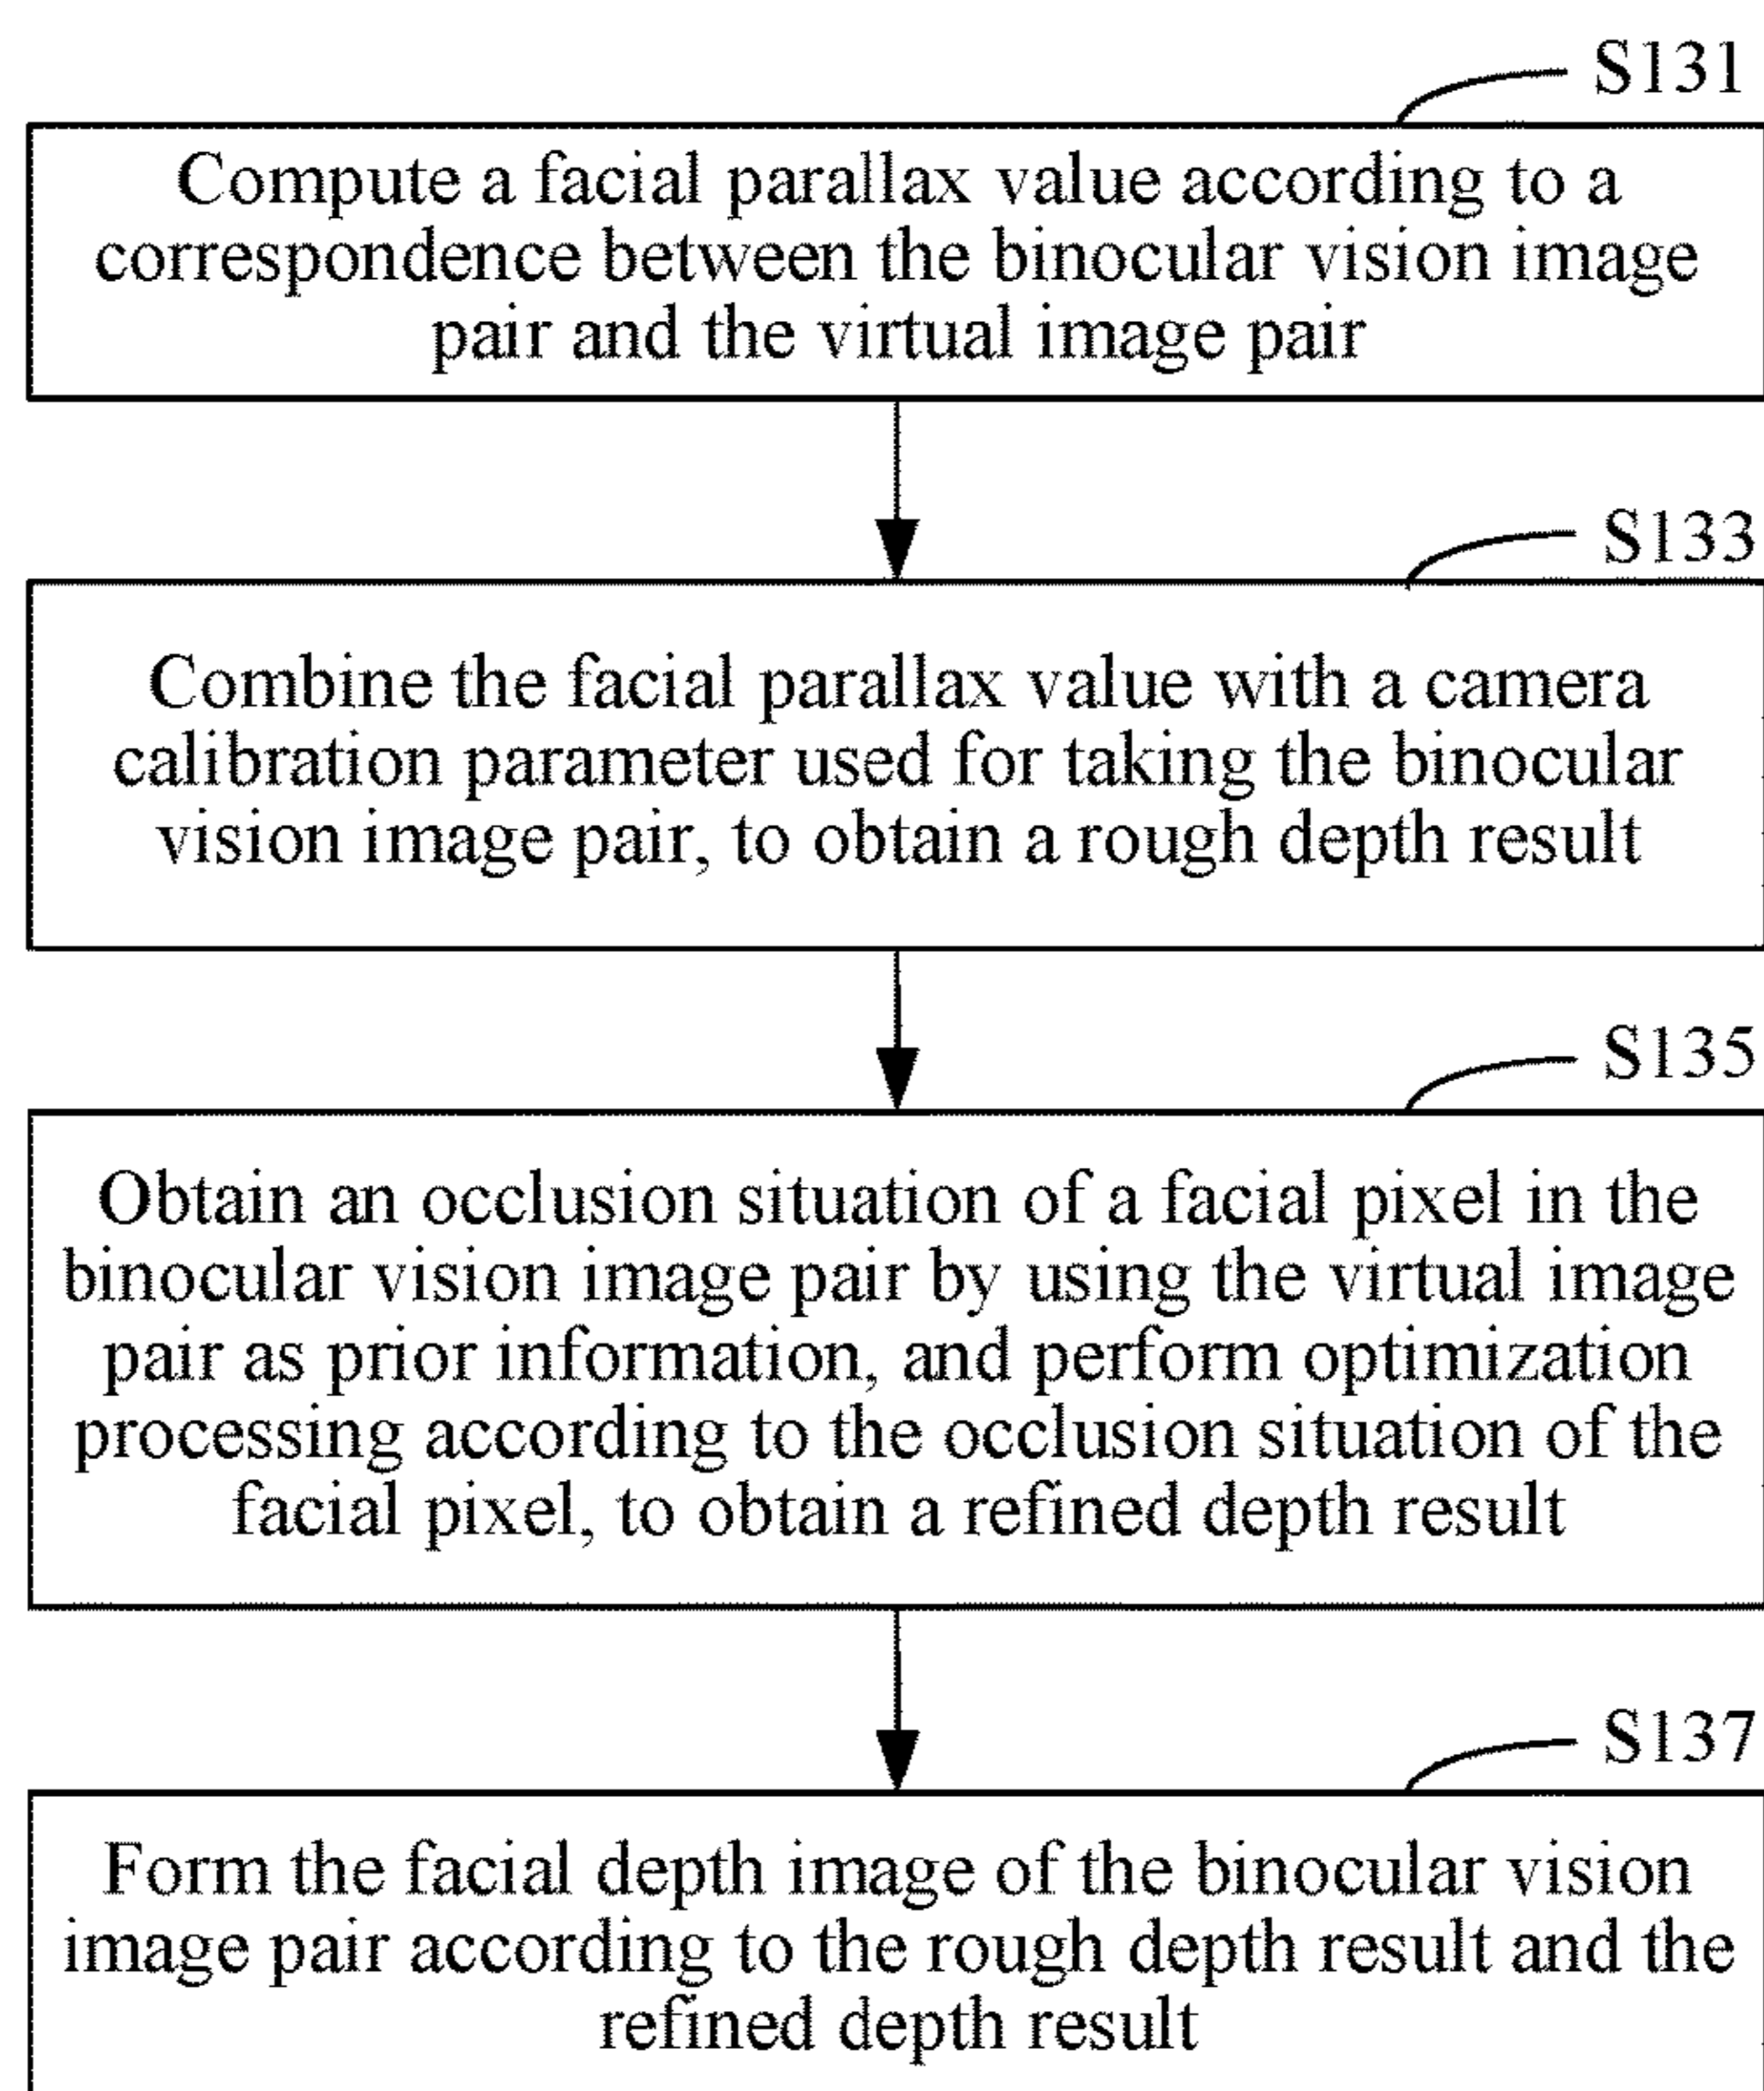 S131
Compute a facial parallax value according to a
correspondence between the binocular vision image
pair and the virtual image pair
S133
Combine the facial parallax value with a camera
calibration parameter used for taking the binocular
vision image pair, to obtain a rough depth result
S135
Obtain an occlusion situation of a facial pixel in the
binocular vision image pair by using the virtual image
pair as prior information, and perform optimization
processing according to the occlusion situation of the
facial pixel, to obtain a refined depth result
S137
Form the facial depth image of the binocular vision
image pair according to the rough depth result and the
refined depth result